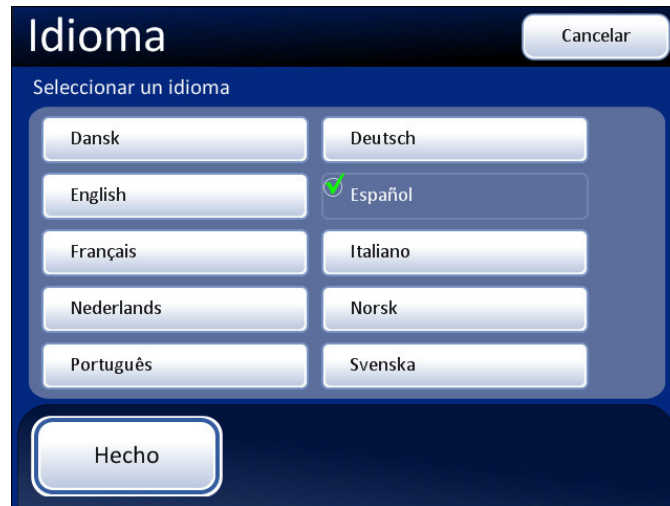 Idioma
Cancelar
Seleccionar un idioma
Dansk
Deutsch
English
Español
Français
Italiano
Nederlands
Norsk
Português
Svenska
Hecho